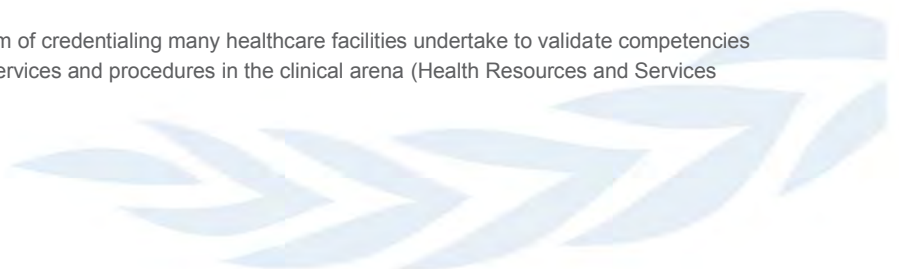 of credentialing many healthcare facilities undertake to validate competencies
services and procedures in the clinical arena (Health Resources and Services